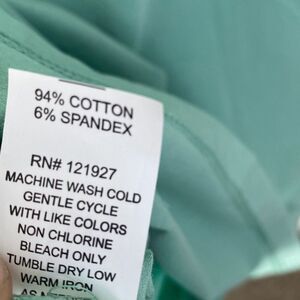 94% COTTON
6% SPANDEX
RN# 121927
MACHINE WASH COLD
GENTLE CYCLE
WITH LIKE COLORS
NON CHLORINE
BLEACH ONLY
TUMBLE DRY LOW
WARM IRON
AS